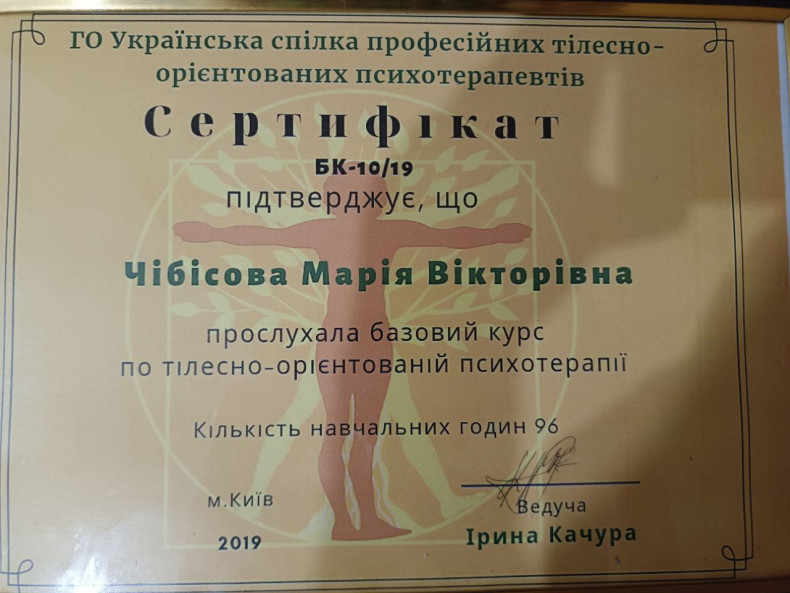 ГО Українська спілка професійних тілесно-
орієнтованих психотерапевтів
Сертифікат
БК-10/19
підтверджує, що
Чібісова Марія Вікторівна
прослухала базовий курс
по тілесно-орієнтованій психотерапії
Кількість навчальних годин 96
м.Київ
2019
Ведуча
Ірина Качура